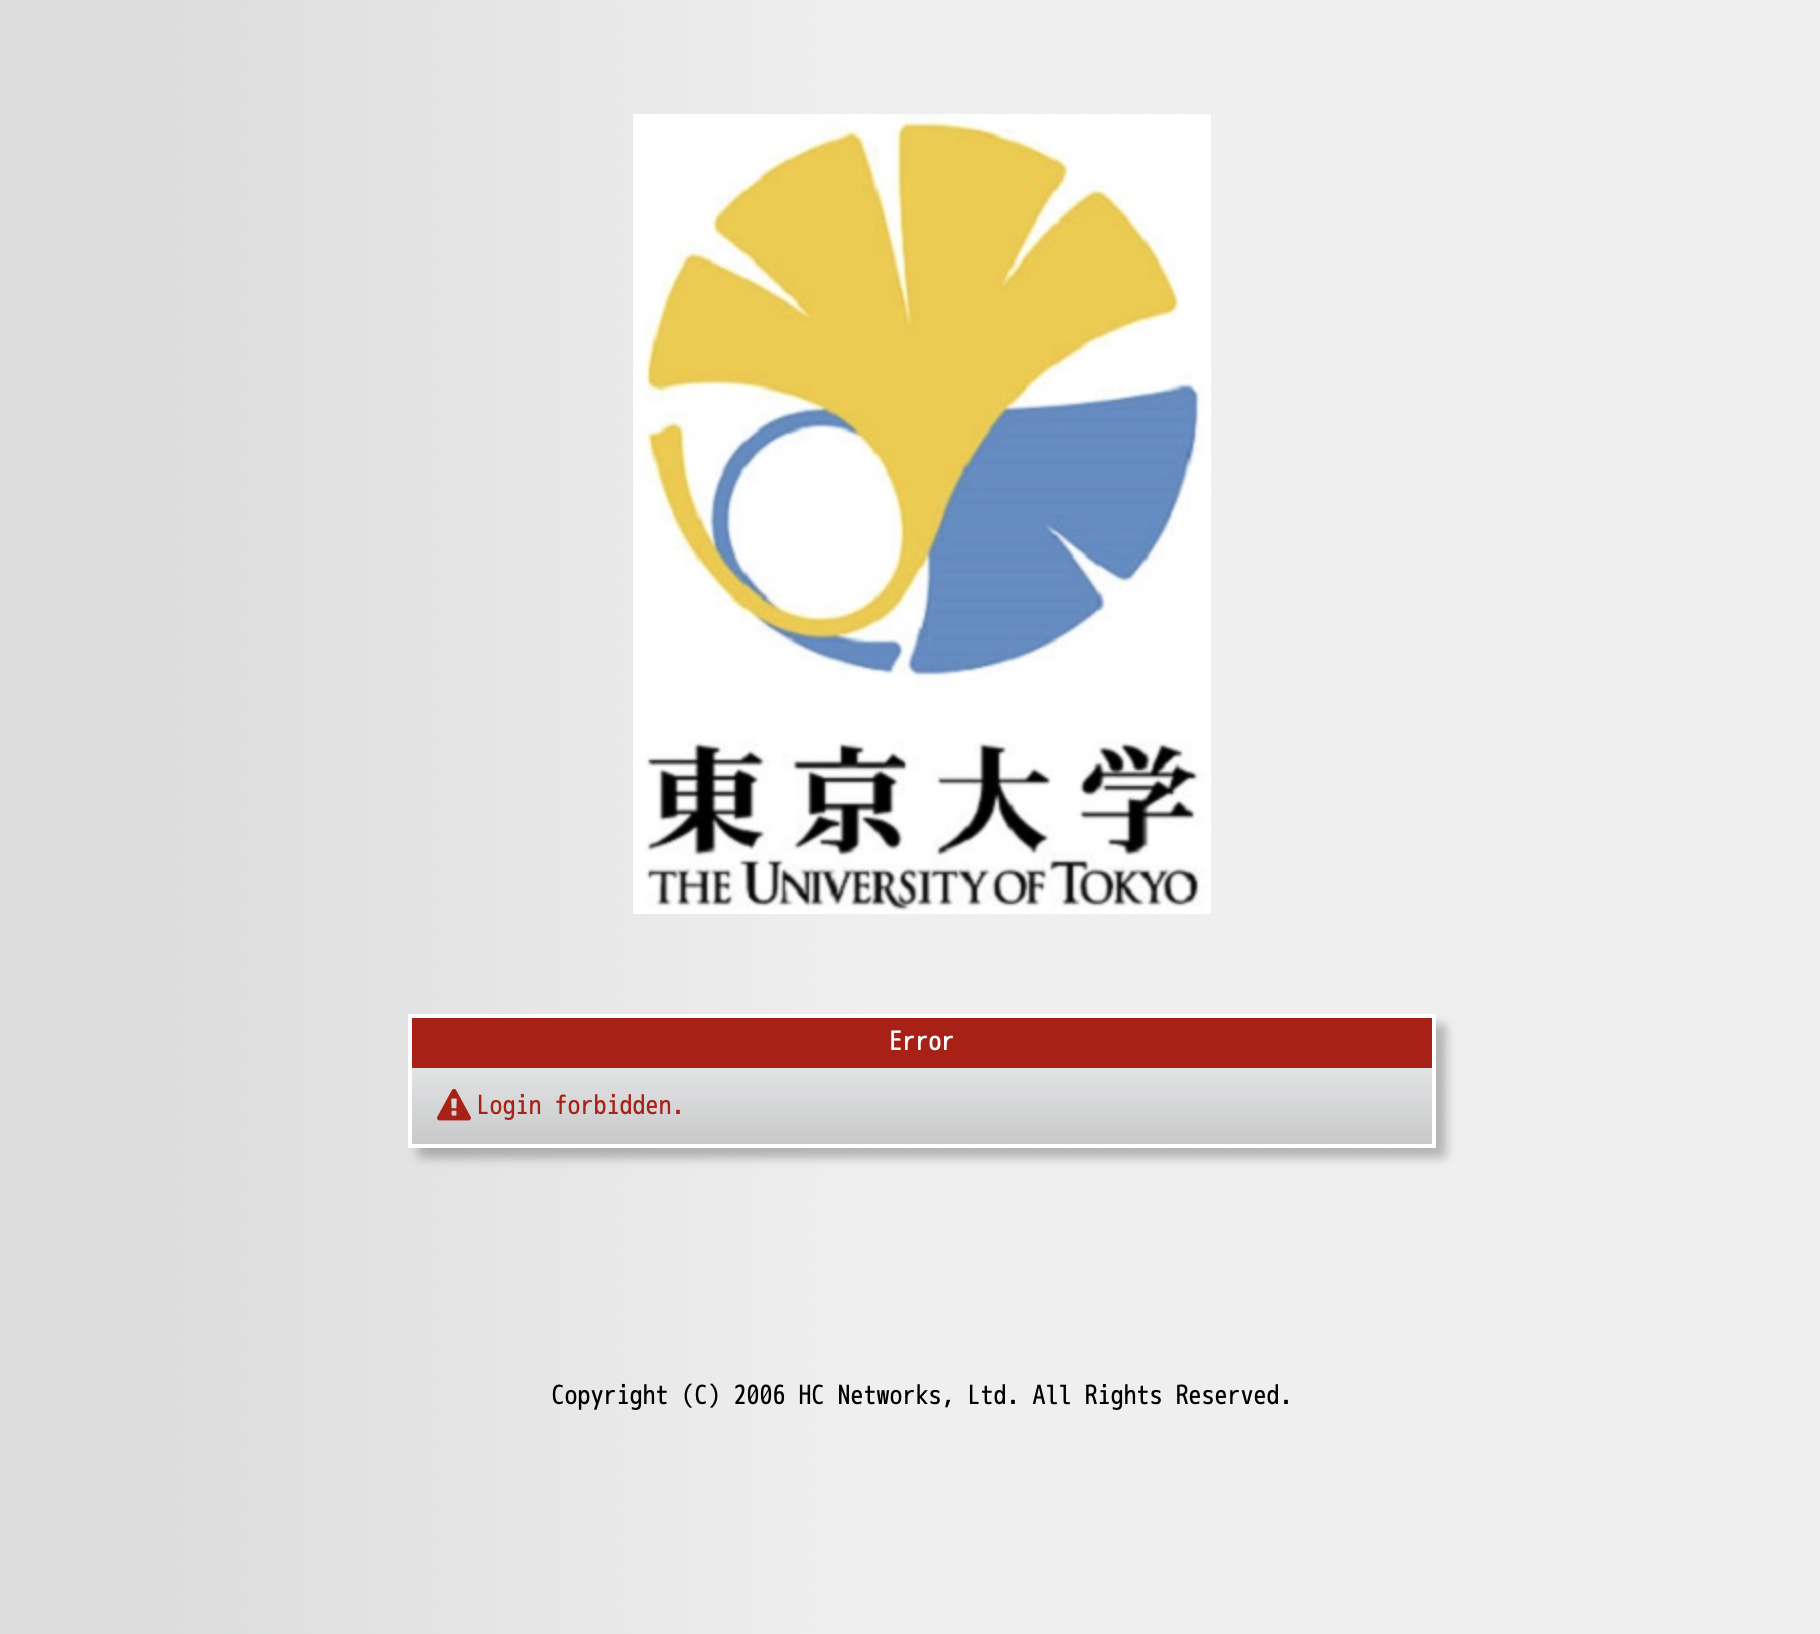 東京大学
THE UNIVERSITY OF TOKYO
Error
Login forbidden.
Copyright (C) 2006 HC Networks, Ltd. All Rights Reserved.